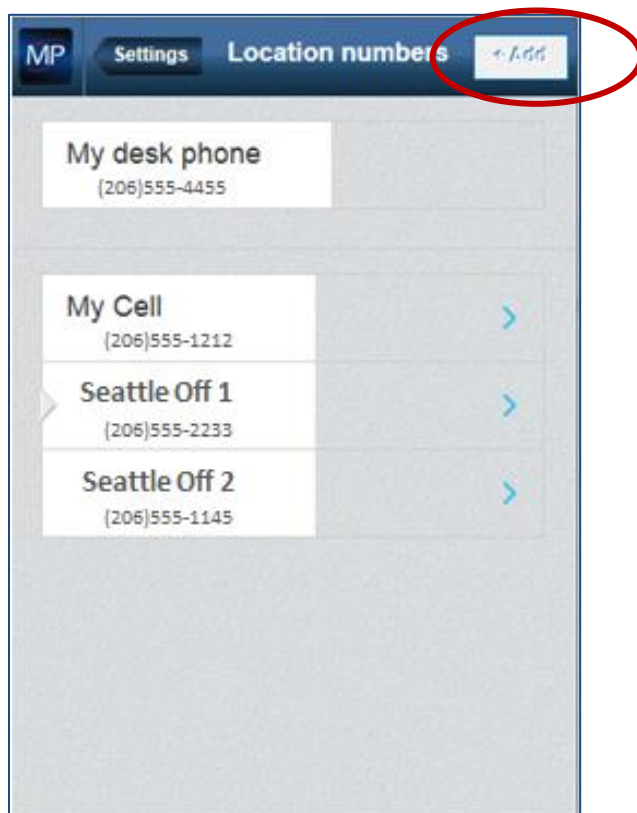 MP Settings Location numbers + Add
My desk phone
(206)555-4455
My Cell
(206)555-1212
Seattle Off 1
(206)555-2233
Seattle Off 2
(206)555-1145